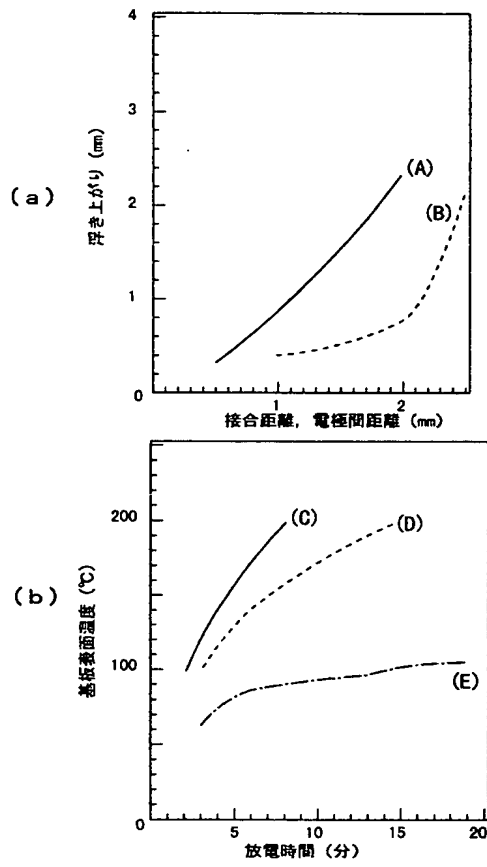 (a)
浮き上がり (㎜)
4
3
2
1
0
(A)
(B)
1
2
接合距離, 電極間距離 (㎜)
(b)
基板表面温度 (℃)
200
100
0
(C)
(D)
(E)
5
10
15
20
放電時間 (分)